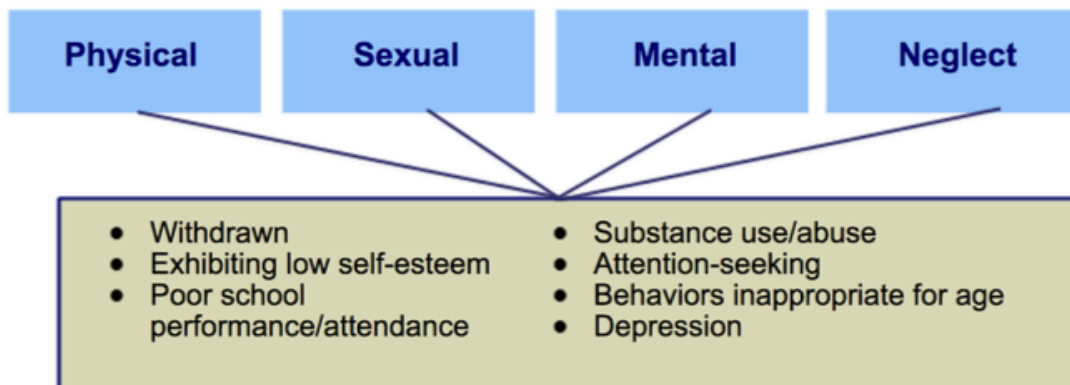 Physical
Sexual
Mental
Neglect
• Withdrawn
• Exhibiting low self-esteem
• Poor school
performance/attendance
• Substance use/abuse
• Attention-seeking
• Behaviors inappropriate for age
• Depression